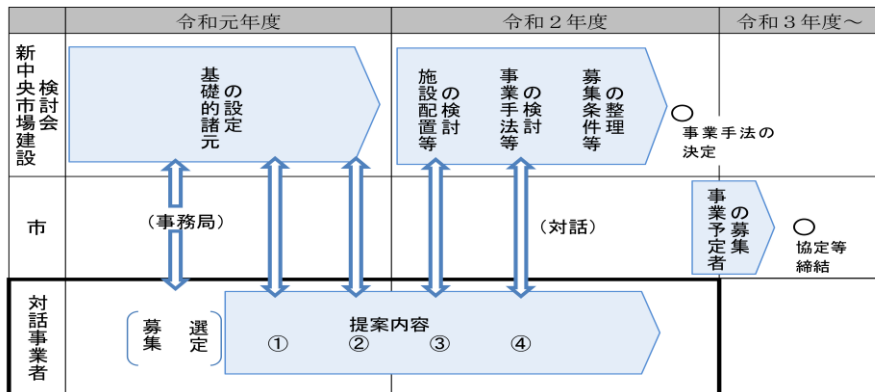 令和元年度
令和２年度
令和３年度～
新中央市場建設
検討会
基礎的諸元
の設定
施設配置等
の検討
事業手法等
の検討
募集条件等
の整理
○
事業手法の
決定
市
（事務局）
（対話）
事業予定者
の募集
○
協定等
締結
対話事業者
募集
選定
提案内容
①
②
③
④